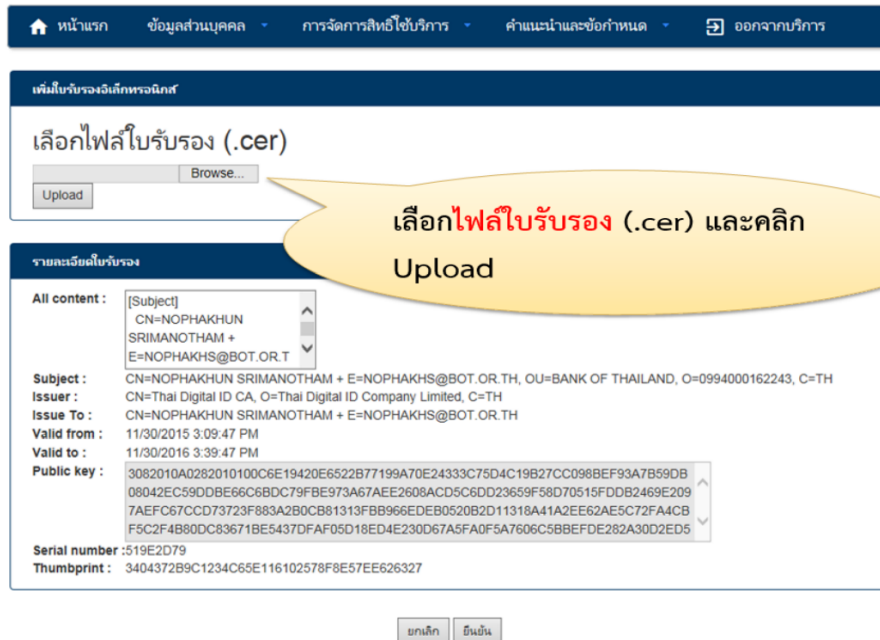 หน้าแรก ข้อมูลส่วนบุคคล การจัดการสิทธิ์ใช้บริการ คำแนะนำและข้อกำหนด ออกจากบริการ
เพิ่มใบรับรองอิเล็กทรอนิกส์
เลือกไฟล์ใบรับรอง (.cer)
Browse...
Upload
เลือกไฟล์ใบรับรอง (.cer) และคลิก
Upload
รายละเอียดใบรับรอง
All content : [Subject]
CN=NOPHAKHUN
SRIMANOTHAM +
E=NOPHAKHS@BOT.OR.T
Subject : CN=NOPHAKHUN SRIMANOTHAM + E=NOPHAKHS@BOT.OR.TH, OU=BANK OF THAILAND, O=0994000162243, C=TH
Issuer : CN=Thai Digital ID CA, O=Thai Digital ID Company Limited, C=TH
Issue To : CN=NOPHAKHUN SRIMANOTHAM + E=NOPHAKHS@BOT.OR.TH
Valid from : 11/30/2015 3:09:47 PM
Valid to : 11/30/2016 3:39:47 PM
Public key : 3082010A0282010100C6E19420E6522B77199A70E24333C75D4C19B27CC098BEF93A7B59DB
08042EC59DDBE66C6BDC79FBE973A67AEE2608ACD5C6DD23659F58D70515FDDB2469E209
7AEFC67CCD73723F883A2B0CB81313FBB966EDEB0520B2D11318A41A2EE62AE5C72FA4CB
F5C2F4B80DC83671BE5437DFAF05D18ED4E230D67A5FA0F5A7606C5BBEFDE282A30D2ED5
Serial number :519E2D79
Thumbprint : 3404372B9C1234C65E116102578F8E57EE626327
ยกเลิก ยืนยัน